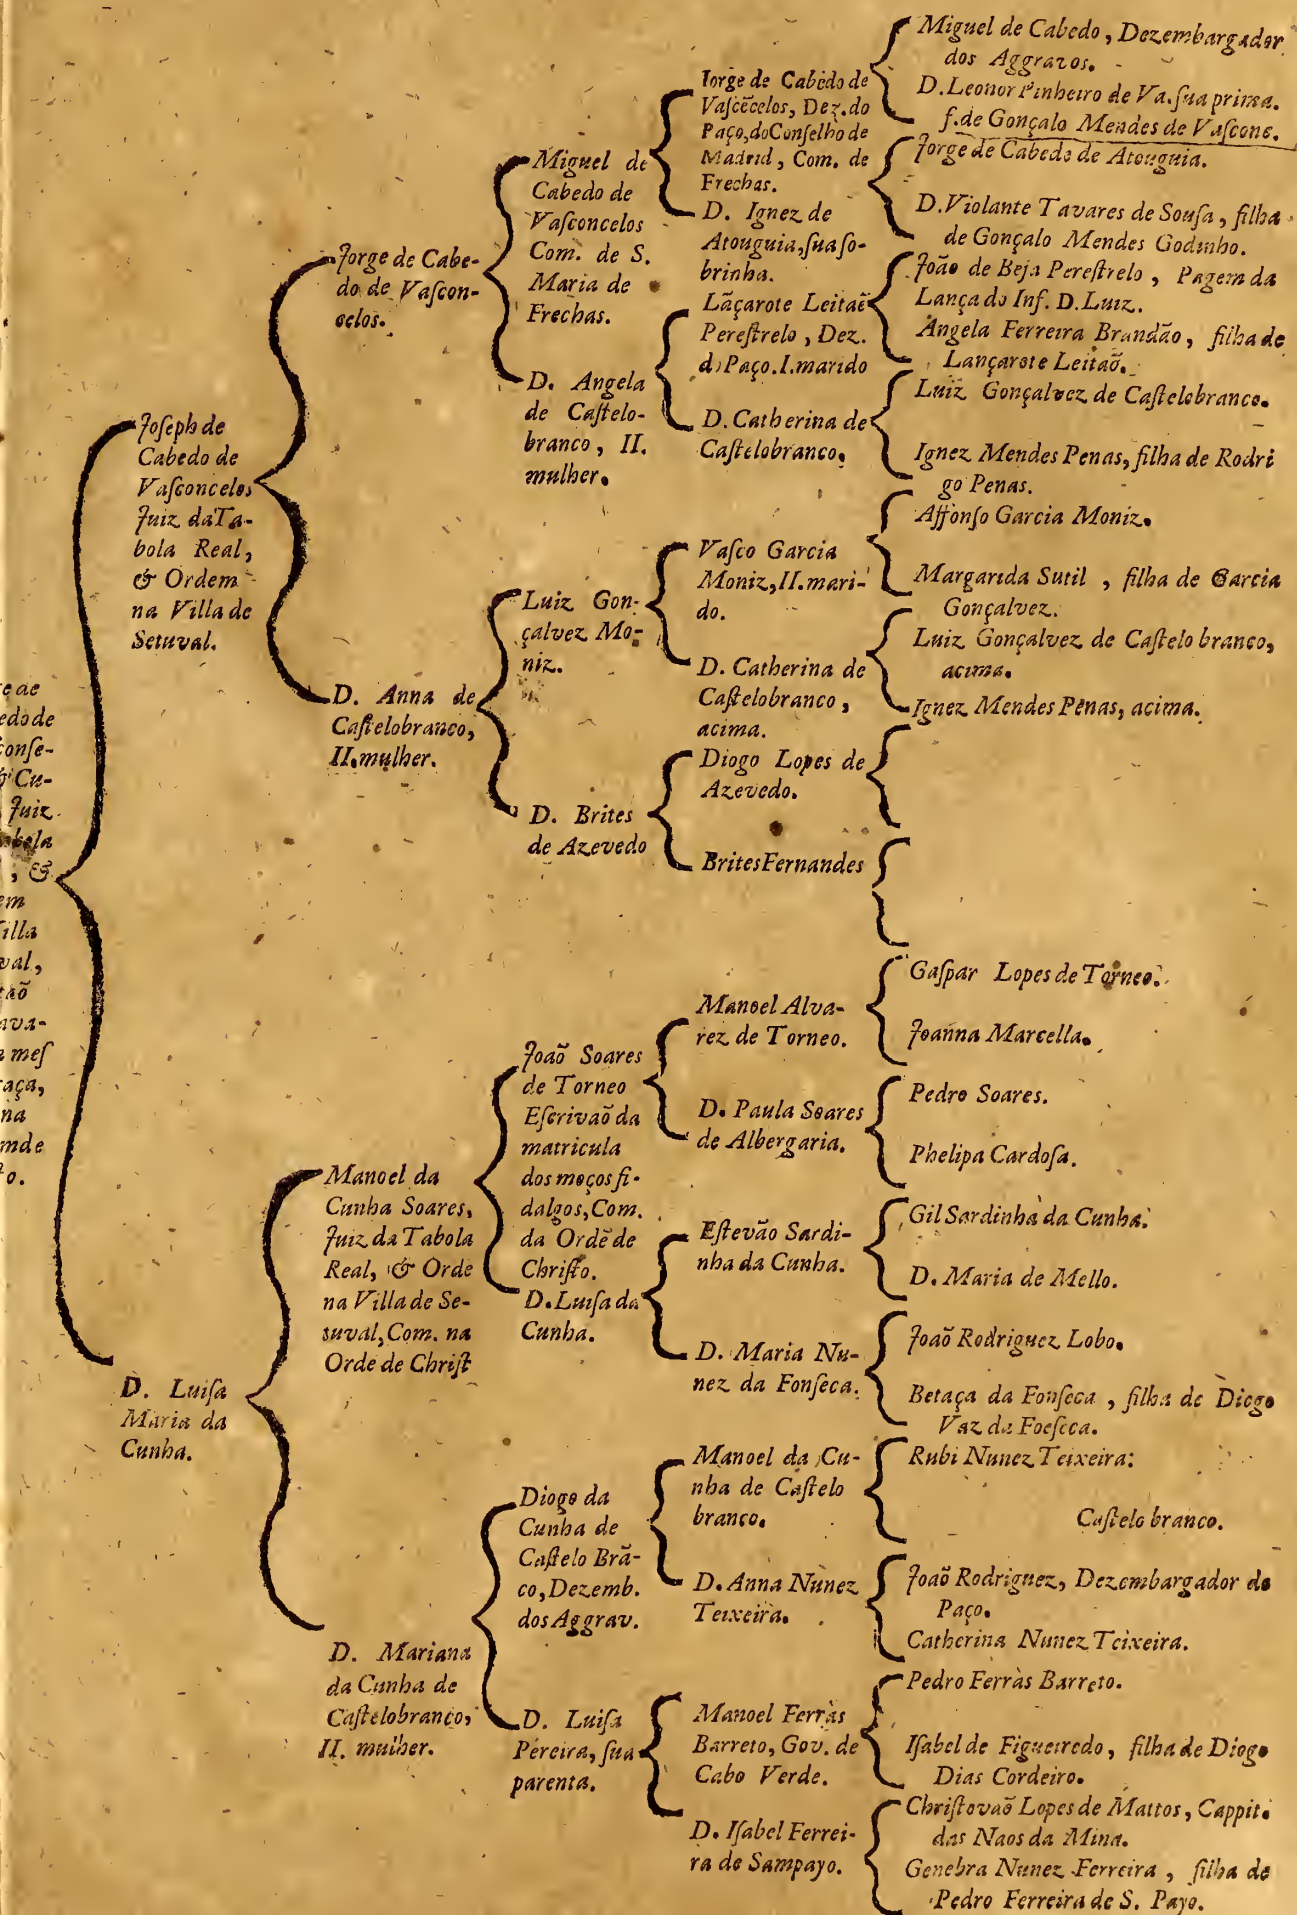 Joſeph de
Cabedo de
Vaſconcelos
Juiz da Ta-
bola Real,
& Ordem
na Villa de
Setuval.
D. Luiſa
Maria da
Cunha.
Jorge de Cabe-
do de Vaſcon-
celos.
D. Anna de
Caſtelobranco,
II. mulher.
Manoel da
Cunha Soares,
Juiz da Tabola
Real, & Orde
na Villa de Se-
tuval, Com. na
Orde de Chriſt
D. Mariana
da Cunha de
Caſtelobranco,
II. mulher.
Miguel de
Cabedo de
Vaſconcelos
Com. de S.
Maria de
Frechas.
D. Angela
de Caſtelo-
branco, II.
mulher.
Luiz Gon-
çalvez Mo-
niz.
D. Brites
de Azevedo
Joaõ Soares
de Torneo
Eſcrivaõ da
matricula
dos moços fi-
dalgos, Com.
da Ordẽ de
Chriſto.
D. Luiſa da
Cunha.
Diogo da
Cunha de
Caſtelo Brã-
co, Dezemb.
dos Aggrav.
D. Luiſa
Pereira, ſua
parenta.
Iorge de Cabedo de
Vaſcẽcelos, Dez. do
Paço, do Conſelho de
Madrid, Com. de
Frechas.
D. Ignez de
Atouguia, ſua ſo-
brinha.
Lãçarote Leitaẽ
Pereſtrelo, Dez.
do Paço. I. marido
D. Catherina de
Caſtelobranco.
Vaſco Garcia
Moniz, II. mari-
do.
D. Catherina de
Caſtelobranco,
acima.
Diogo Lopes de
Azevedo.
Brites Fernandes
Manoel Alva-
rez de Torneo.
D. Paula Soares
de Albergaria.
Eſtevão Sardi-
nha da Cunha.
D. Maria Nu-
nez da Fonſeca.
Manoel da Cu-
nha de Caſtelo
branco.
D. Anna Nunez
Teixeira.
Manoel Ferràs
Barreto, Gov. de
Cabo Verde.
D. Iſabel Ferrei-
ra de Sampayo.
Miguel de Cabedo, Dezembargador
dos Aggravos.
D. Leonor Pinheiro de Va. ſua prima.
f. de Gonçalo Mendes de Vaſconc.
Jorge de Cabedo de Atouguia.
D. Violante Tavares de Souſa, filha
de Gonçalo Mendes Godinho.
João de Beja Pereſtrelo, Pagem da
Lança do Inf. D. Luiz.
Angela Ferreira Brandão, filha de
Lançarote Leitaõ.
Luiz Gonçalvez de Caſtelobranco.
Ignez Mendes Penas, filha de Rodri
go Penas.
Affonſo Garcia Moniz.
Margarida Sutil, filha de Garcia
Gonçalvez.
Luiz Gonçalvez de Caſtelo branco,
acima.
Ignez Mendes Penas, acima.
Gaſpar Lopes de Torneo.
Joanna Marcella.
Pedro Soares.
Phelipa Cardoſa.
Gil Sardinha da Cunha.
D. Maria de Mello.
Joaõ Rodriguez Lobo.
Betaça da Fonſeca, filha de Diogo
Vaz da Foeſeca.
Rubi Nunez Teixeira:
Caſtelo branco.
Joaõ Rodriguez, Dezembargador do
Paço.
Catherina Nunez Teixeira.
Pedro Ferràs Barreto.
Iſabel de Figueiredo, filha de Diogo
Dias Cordeiro.
Chriſtovaõ Lopes de Mattos, Cappit.
das Naos da Mina.
Genebra Nunez Ferreira, filha de
Pedro Ferreira de S. Payo.